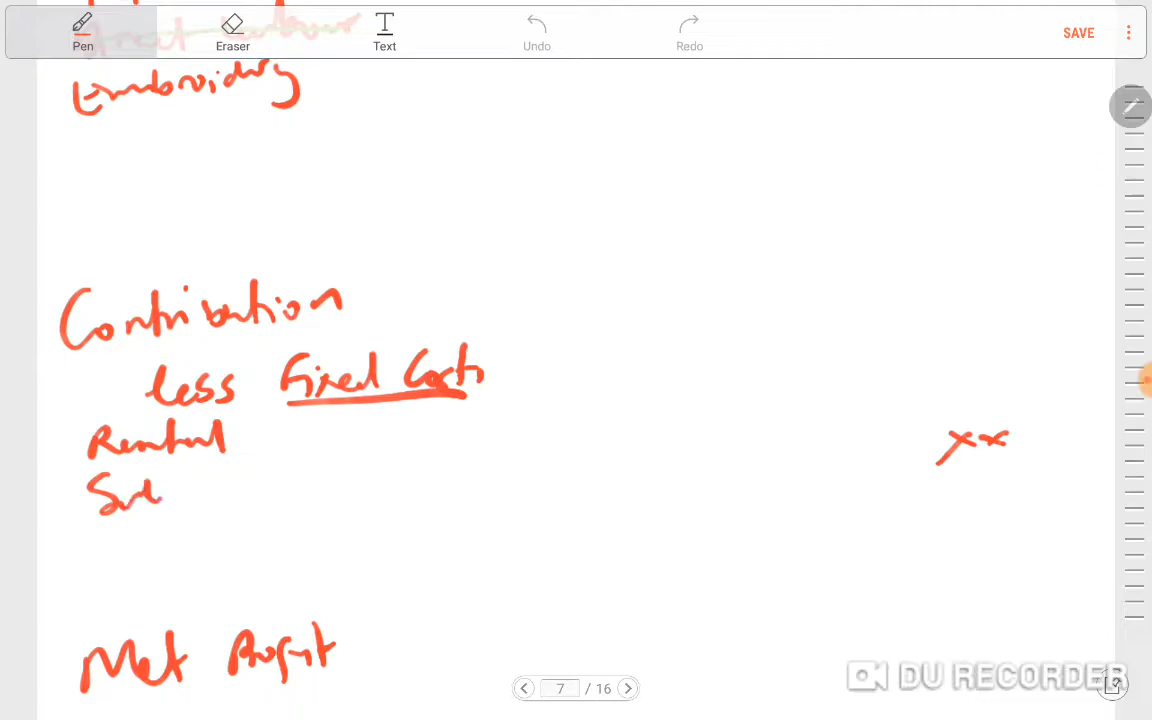 Pen Eraser Text Undo Redo SAVE
Embroidery
Contribution
less Fixed Costs
Rental xx
Net Profit
7 / 16
DU RECORDER